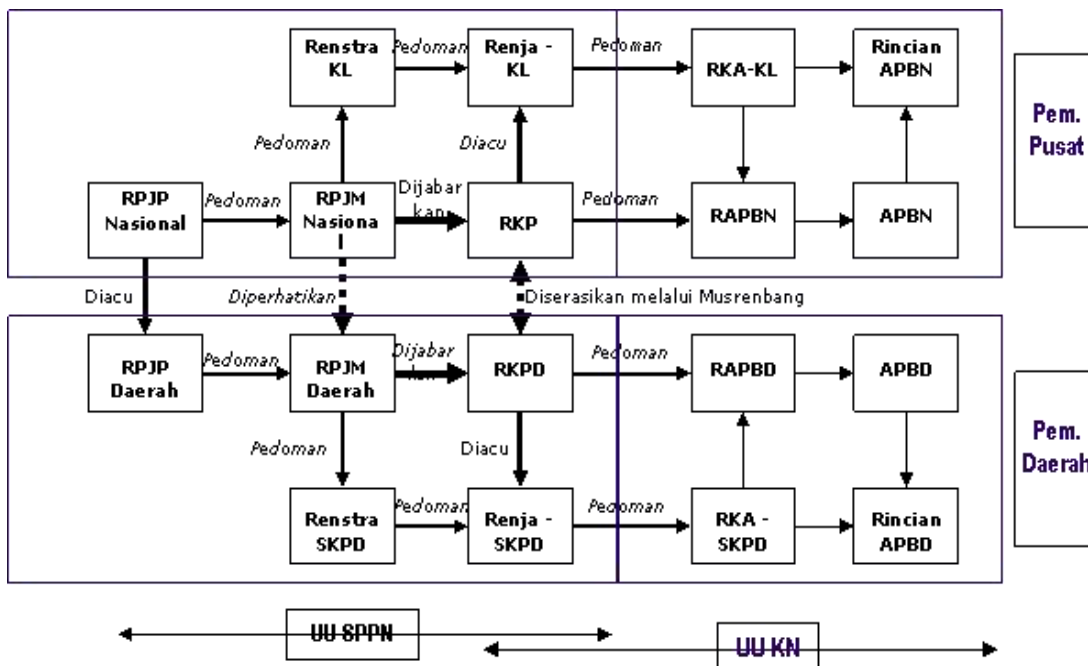 Renstra
KL
Pedoman
Renja -
KL
Pedoman
RKA-KL
Rincian
APBN
Pem.
Pusat
Pedoman
Diacu
RPJP
Nasional
Pedoman
RPJM
Nasiona
Dijabar
kan
RKP
Pedoman
RAPBN
APBN
Diacu
Diperhatikan
Diserasikan melalui Musrenbang
RPJP
Daerah
Pedoman
RPJM
Daerah
Dijabar
kan
RKPD
Pedoman
RAPBD
APBD
Pem.
Daerah
Pedoman
Diacu
Renstra
SKPD
Pedoman
Renja -
SKPD
Pedoman
RKA -
SKPD
Rincian
APBD
UU SPPN
UU KN